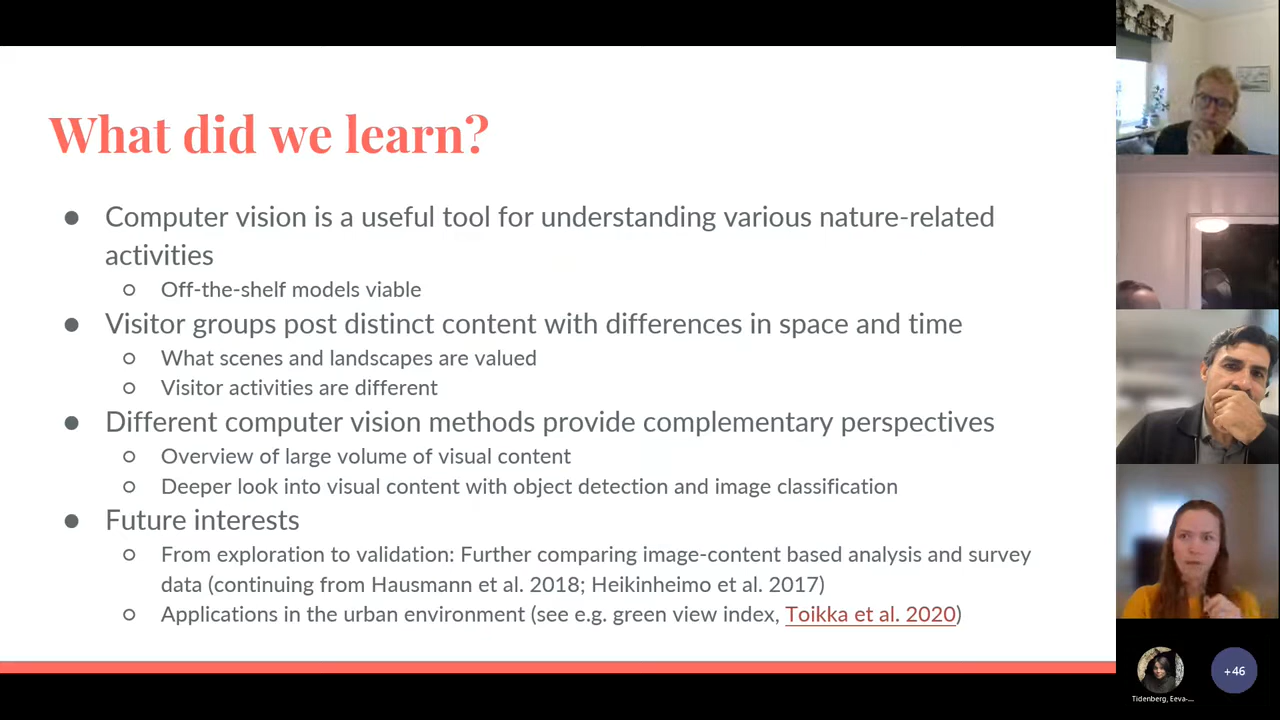 What did we learn?
● Computer vision is a useful tool for understanding various nature-related
activities
○ Off-the-shelf models viable
● Visitor groups post distinct content with differences in space and time
○ What scenes and landscapes are valued
○ Visitor activities are different
● Different computer vision methods provide complementary perspectives
○ Overview of large volume of visual content
○ Deeper look into visual content with object detection and image classification
● Future interests
○ From exploration to validation: Further comparing image-content based analysis and survey
data (continuing from Hausmann et al. 2018; Heikinheimo et al. 2017)
○ Applications in the urban environment (see e.g. green view index, Toikka et al. 2020)
+46
Tidenberg, Eeva-...